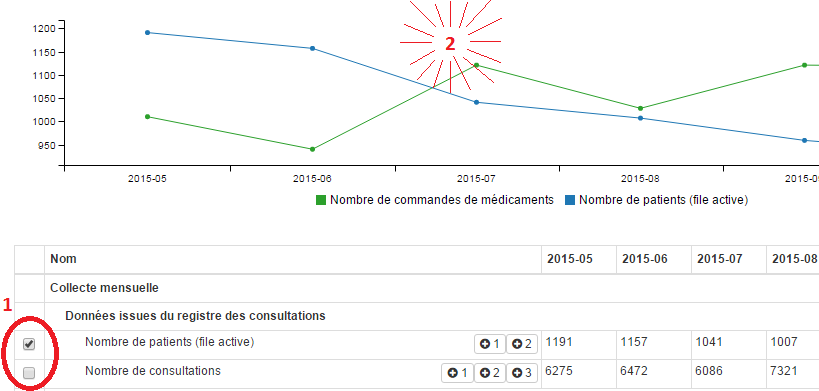 2
1200
1150
1100
1050
1000
950
2015-05 2015-06 2015-07 2015-08 2015-09
Nombre de commandes de médicaments Nombre de patients (file active)
Nom 2015-05 2015-06 2015-07 2015-08
Collecte mensuelle
1
Données issues du registre des consultations
Nombre de patients (file active) 1 2 1191 1157 1041 1007
Nombre de consultations 1 2 3 6275 6472 6086 7321